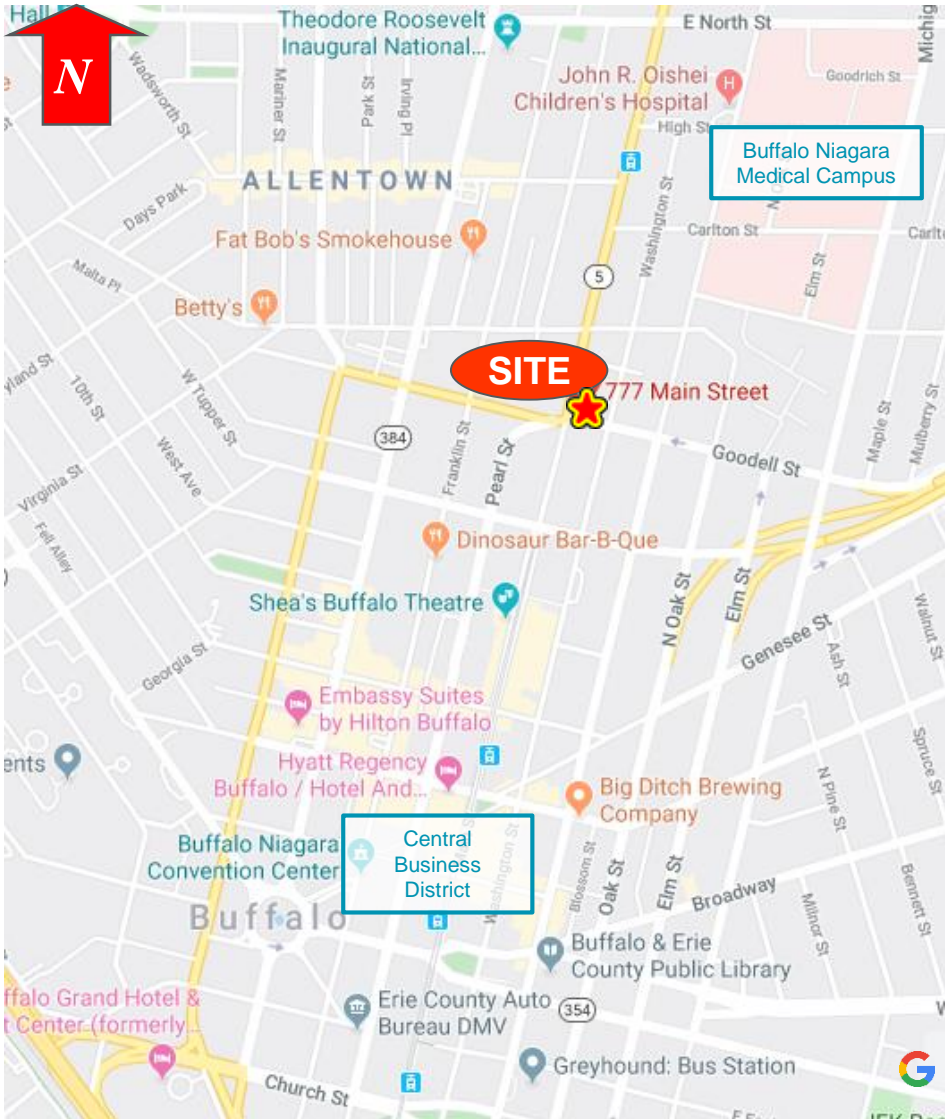 Hall
N
Theodore Roosevelt
Inaugural National...
E North St
John R. Oishei
Children's Hospital
H
Goodrich St
Wadsworth St
Mariner St
Park St
Irving Pl
High St
Buffalo Niagara
Medical Campus
ALLENTOWN
Days Park
Washington St
Fat Bob's Smokehouse
Carlton St
Malta Pl
Elm St
5
Betty's
SITE
777 Main Street
10th St
W Tupper St
384
Franklin St
Pearl St
Goodell St
Maple St
Mulberry St
Virginia St
West Ave
Fell Alley
Dinosaur Bar-B-Que
Shea's Buffalo Theatre
N Oak St
Elm St
Genesee St
Walnut St
Ash St
Georgia St
Embassy Suites
by Hilton Buffalo
Hyatt Regency
Buffalo / Hotel And...
Big Ditch Brewing
Company
N Pine St
Spruce St
Buffalo Niagara
Convention Center
Central
Business
District
Washington St
Blossom St
Oak St
Elm St
Broadway
Milnor St
Bennett St
Buffalo
Buffalo & Erie
County Public Library
ffalo Grand Hotel &
t Center (formerly...
Erie County Auto
Bureau DMV
354
Greyhound: Bus Station
Church St
G